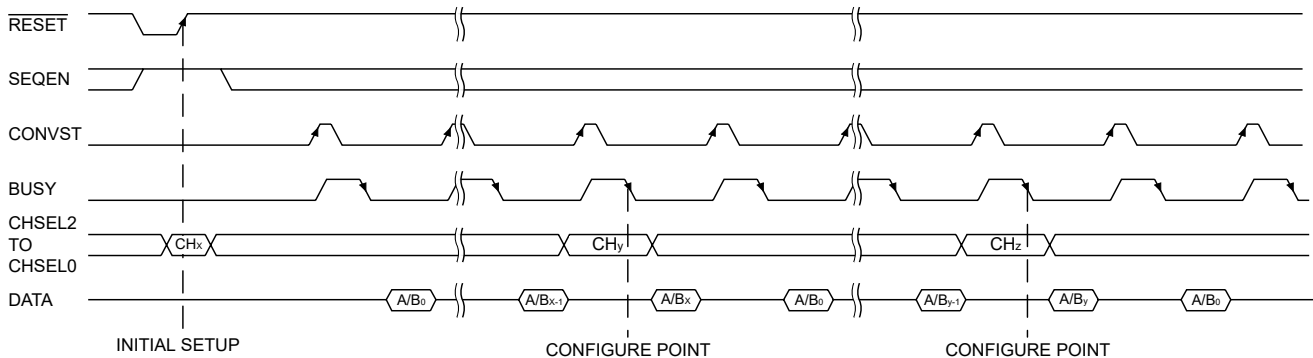 RESET
SEQEN
CONVST
BUSY
CHSEL2
TO
CHSEL0
CHx
CHy
CHz
DATA
A/B0
A/BX-1
A/BX
A/B0
A/By-1
A/By
A/B0
INITIAL SETUP
CONFIGURE POINT
CONFIGURE POINT